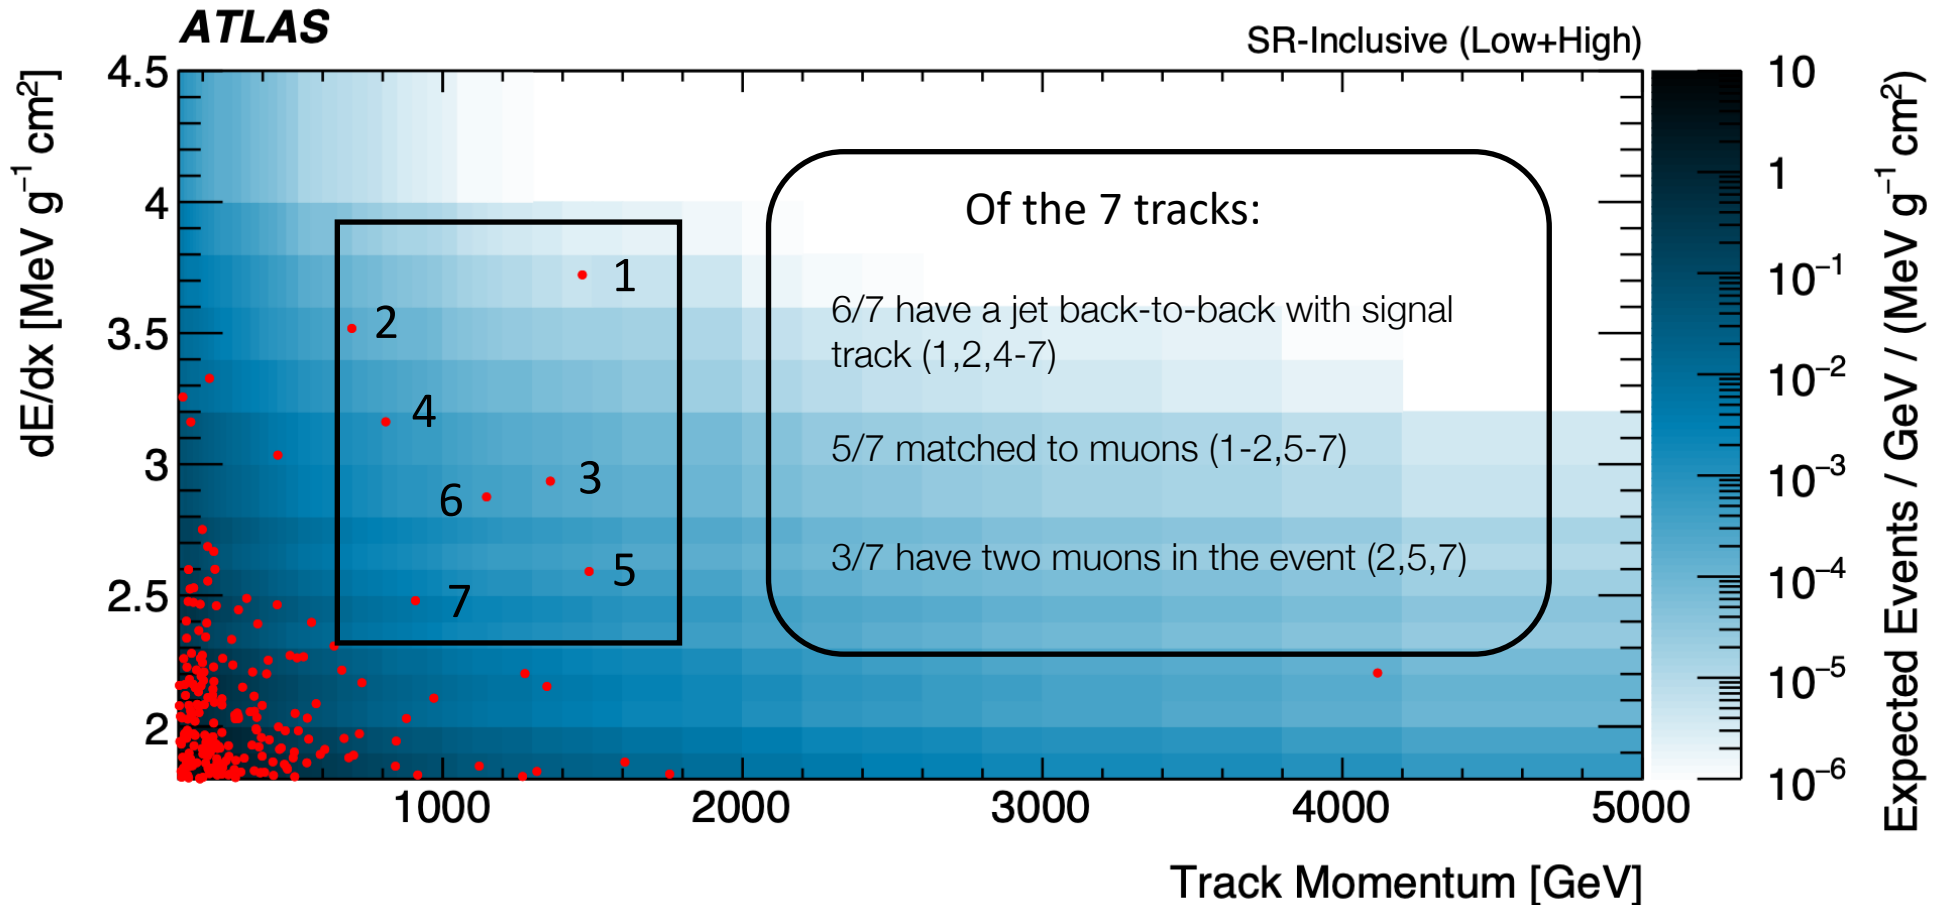 ATLAS
SR-Inclusive (Low+High)
dE/dx [MeV g⁻¹ cm²]
4.5
4
3.5
3
2.5
2
1
2
4
3
6
5
7
Of the 7 tracks:
6/7 have a jet back-to-back with signal
track (1,2,4-7)
5/7 matched to muons (1-2,5-7)
3/7 have two muons in the event (2,5,7)
1000
2000
3000
4000
5000
Track Momentum [GeV]
10
1
10⁻¹
10⁻²
10⁻³
10⁻⁴
10⁻⁵
10⁻⁶
Expected Events / GeV / (MeV g⁻¹ cm²)